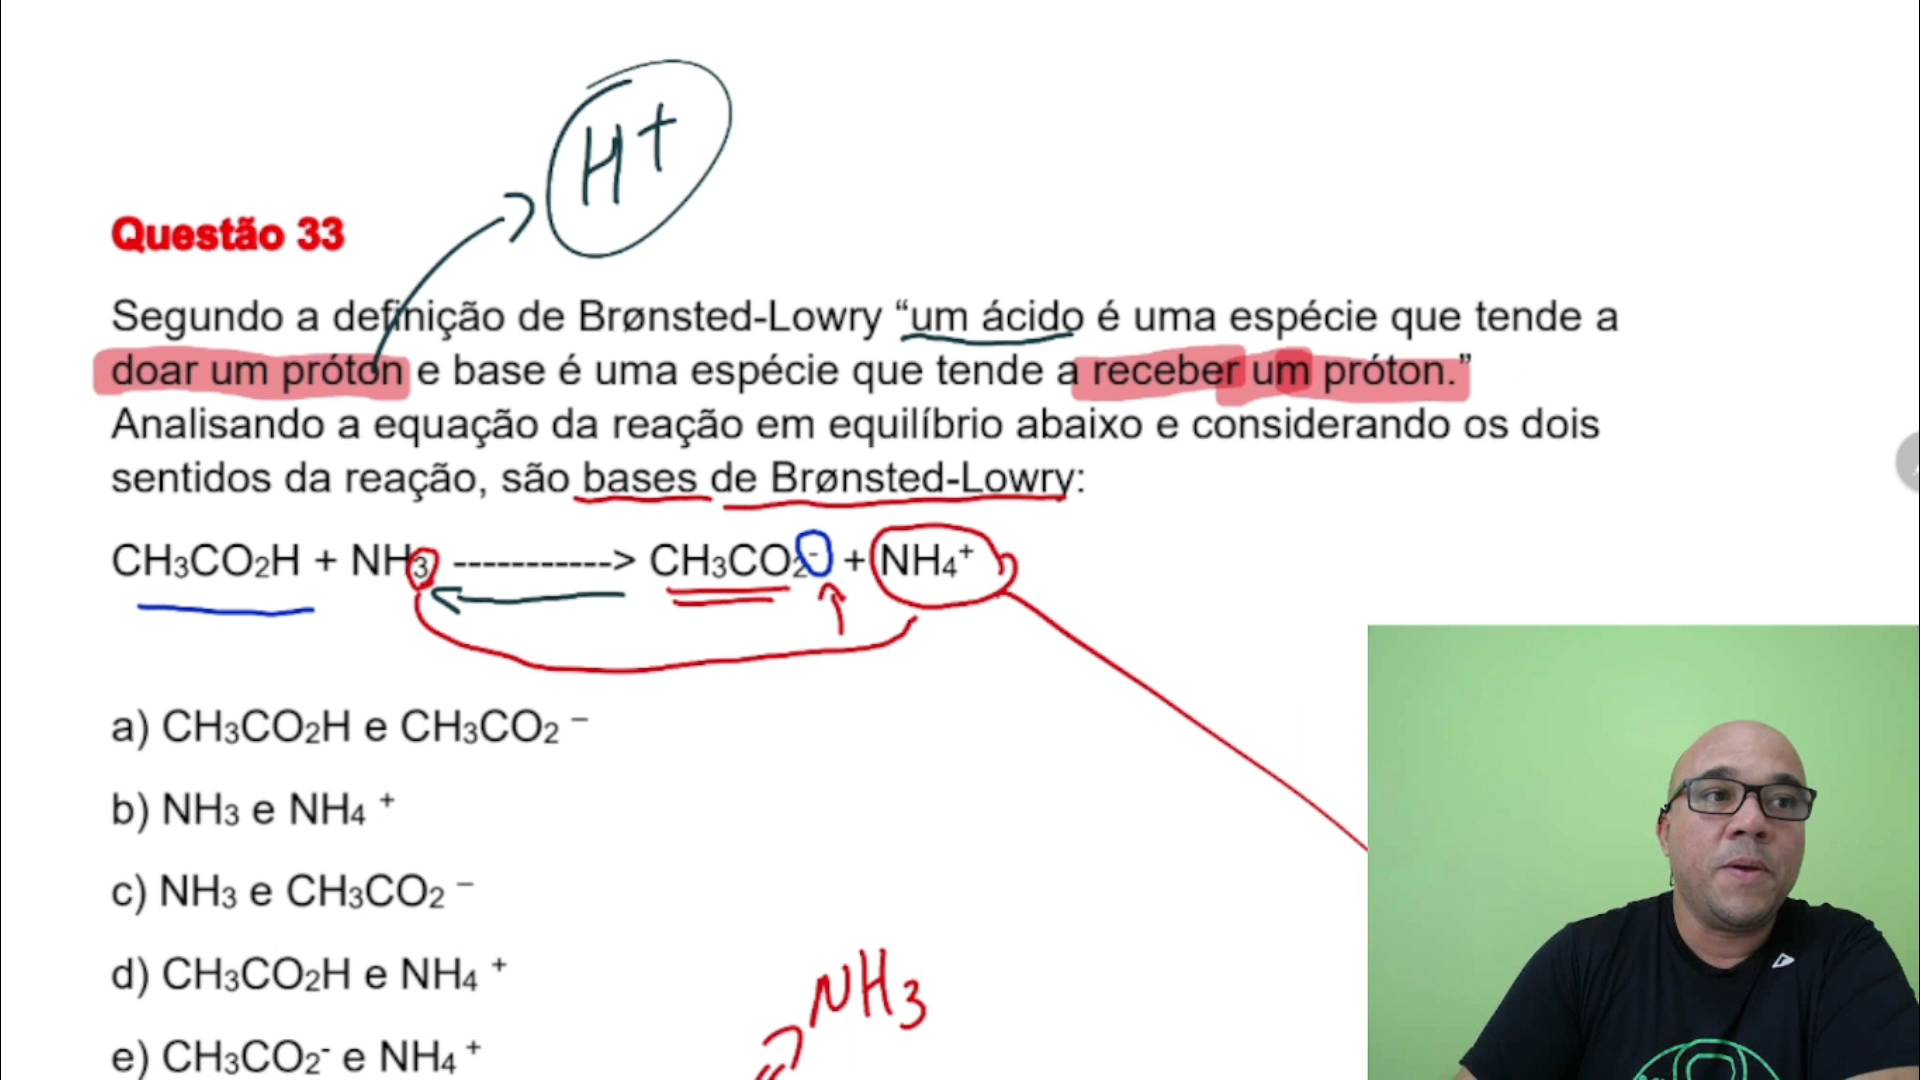 H+
Questão 33
Segundo a definição de Brønsted-Lowry “um ácido é uma espécie que tende a
doar um próton e base é uma espécie que tende a receber um próton.”
Analisando a equação da reação em equilíbrio abaixo e considerando os dois
sentidos da reação, são bases de Brønsted-Lowry:
CH₃CO₂H + NH₃ -----------> CH₃CO₂⁻ + NH₄⁺
a) CH₃CO₂H e CH₃CO₂ ⁻
b) NH₃ e NH₄ ⁺
c) NH₃ e CH₃CO₂ ⁻
d) CH₃CO₂H e NH₄ ⁺
e) CH₃CO₂⁻ e NH₄ ⁺
NH₃